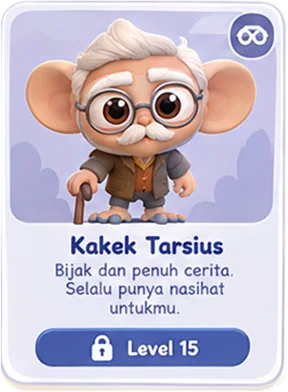 Kakek Tarsius
Bijak dan penuh cerita.
Selalu punya nasihat
untukmu.
Level 15